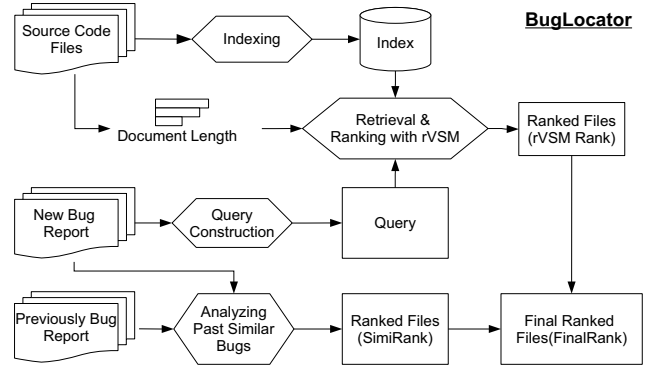 BugLocator
Source Code
Files
Indexing
Index
Document Length
Retrieval &
Ranking with rVSM
Ranked Files
(rVSM Rank)
New Bug
Report
Query
Construction
Query
Previously Bug
Report
Analyzing
Past Similar
Bugs
Ranked Files
(SimiRank)
Final Ranked
Files(FinalRank)